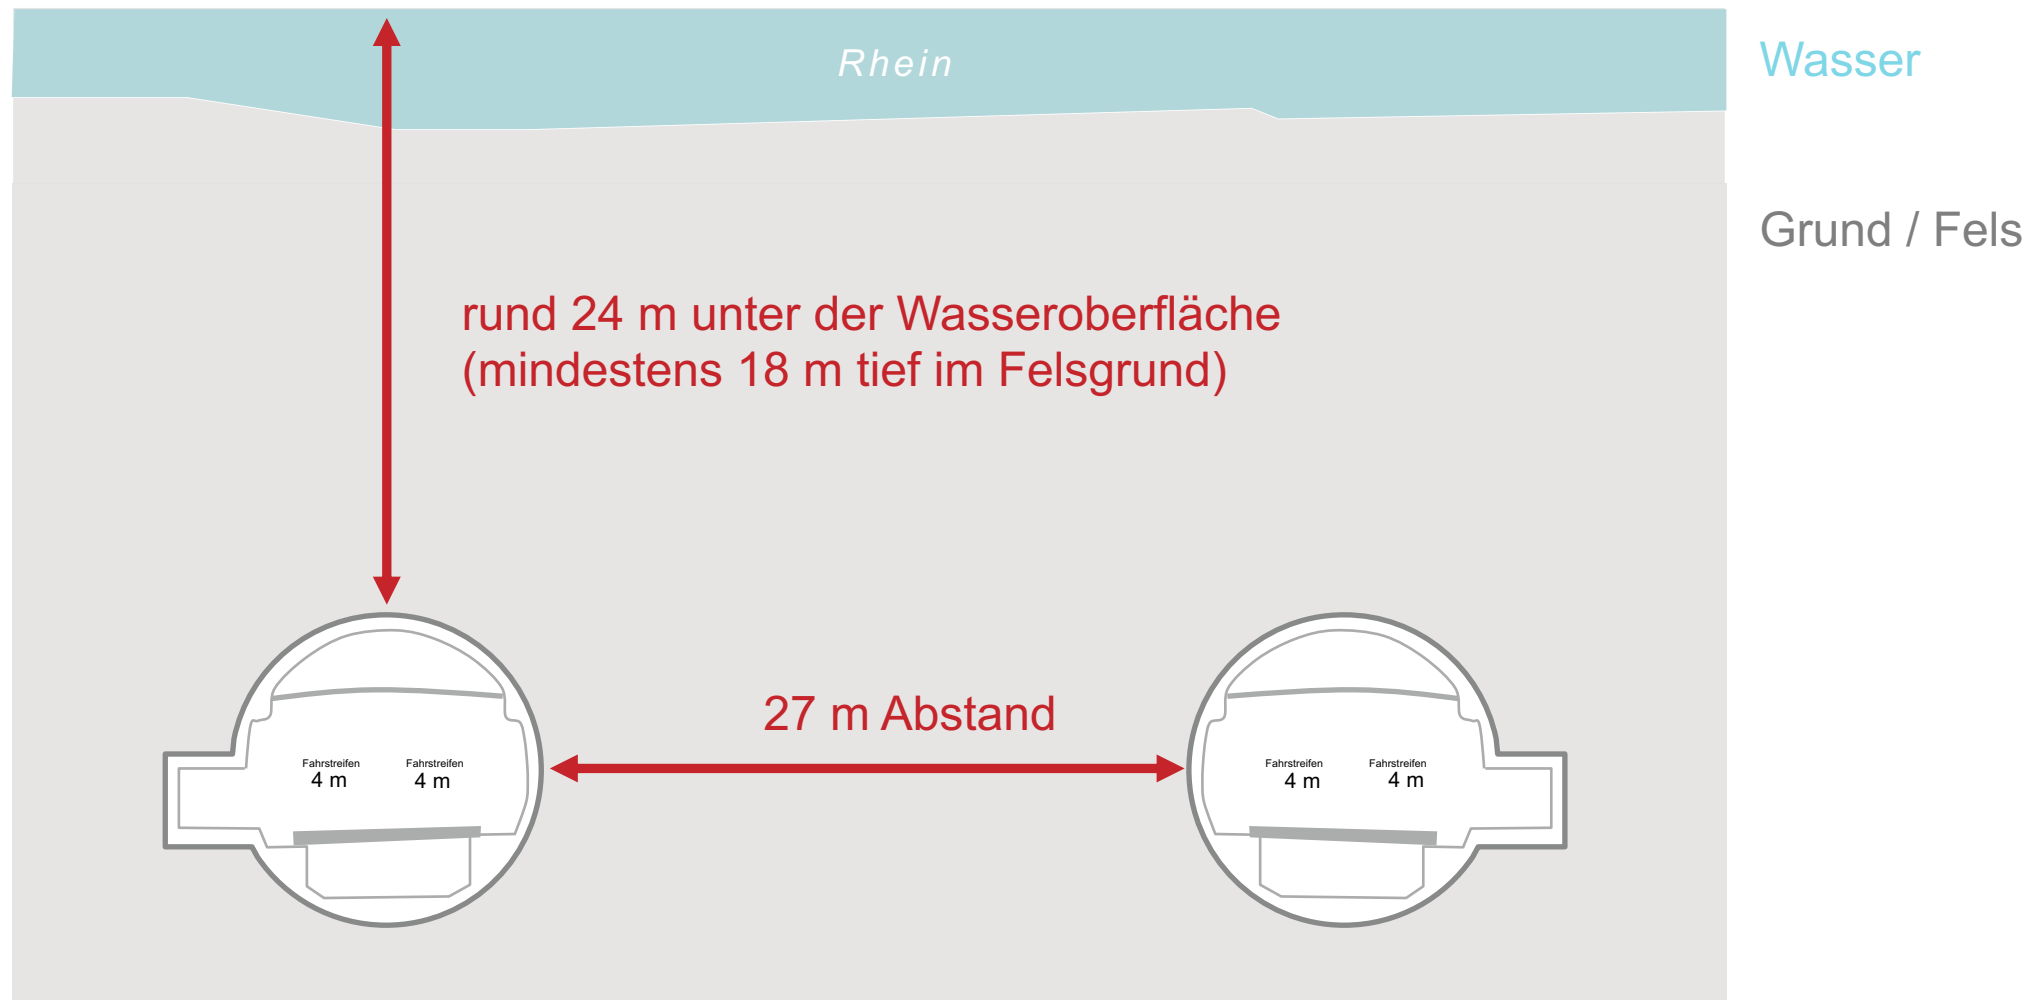 Rhein
Wasser
Grund / Fels
rund 24 m unter der Wasseroberfläche
(mindestens 18 m tief im Felsgrund)
27 m Abstand
Fahrstreifen Fahrstreifen
4 m 4 m
Fahrstreifen Fahrstreifen
4 m 4 m